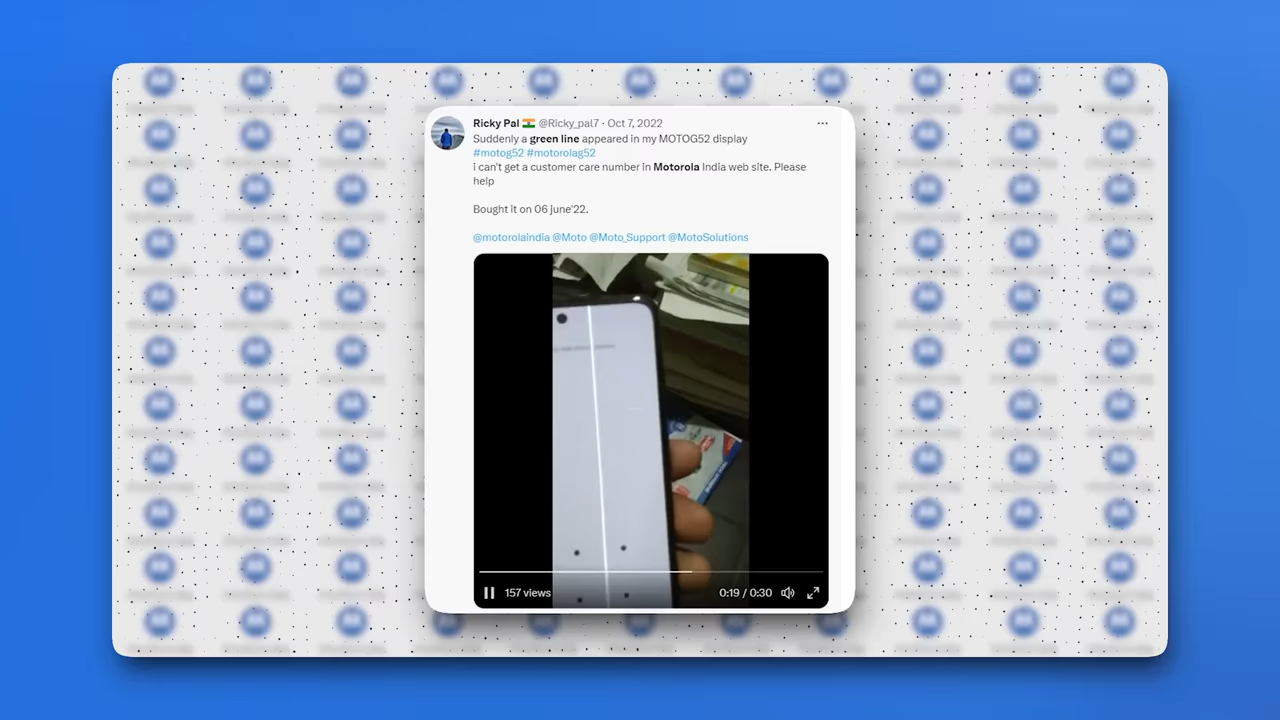 Ricky Pal 🇮🇳 @Ricky_pal7 · Oct 7, 2022
Suddenly a green line appeared in my MOTOG52 display
#motog52 #motorolag52
i can't get a customer care number in Motorola India web site. Please
help
Bought it on 06 june'22.
@motorolaindia @Moto @Moto_Support @MotoSolutions
157 views
0:19 / 0:30